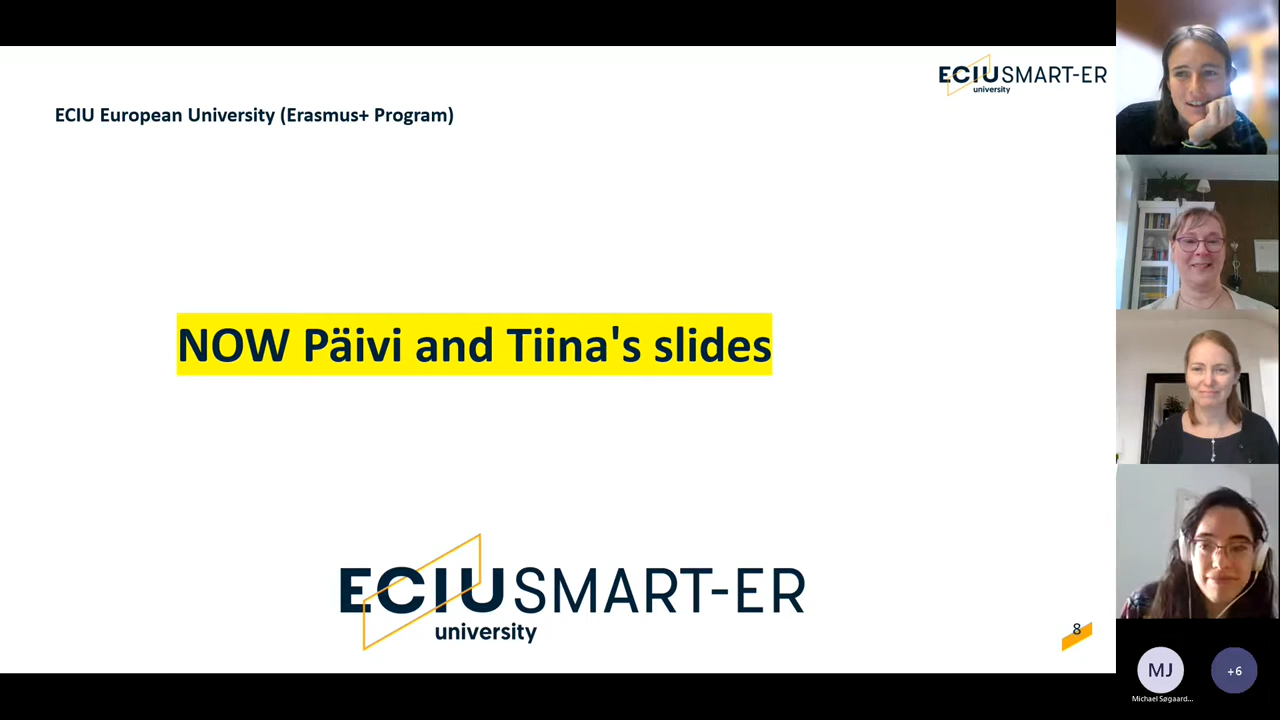 ECIU SMART-ER
university
ECIU European University (Erasmus+ Program)
NOW Päivi and Tiina's slides
ECIU SMART-ER
university
8
MJ
+6
Michael Søgaard...